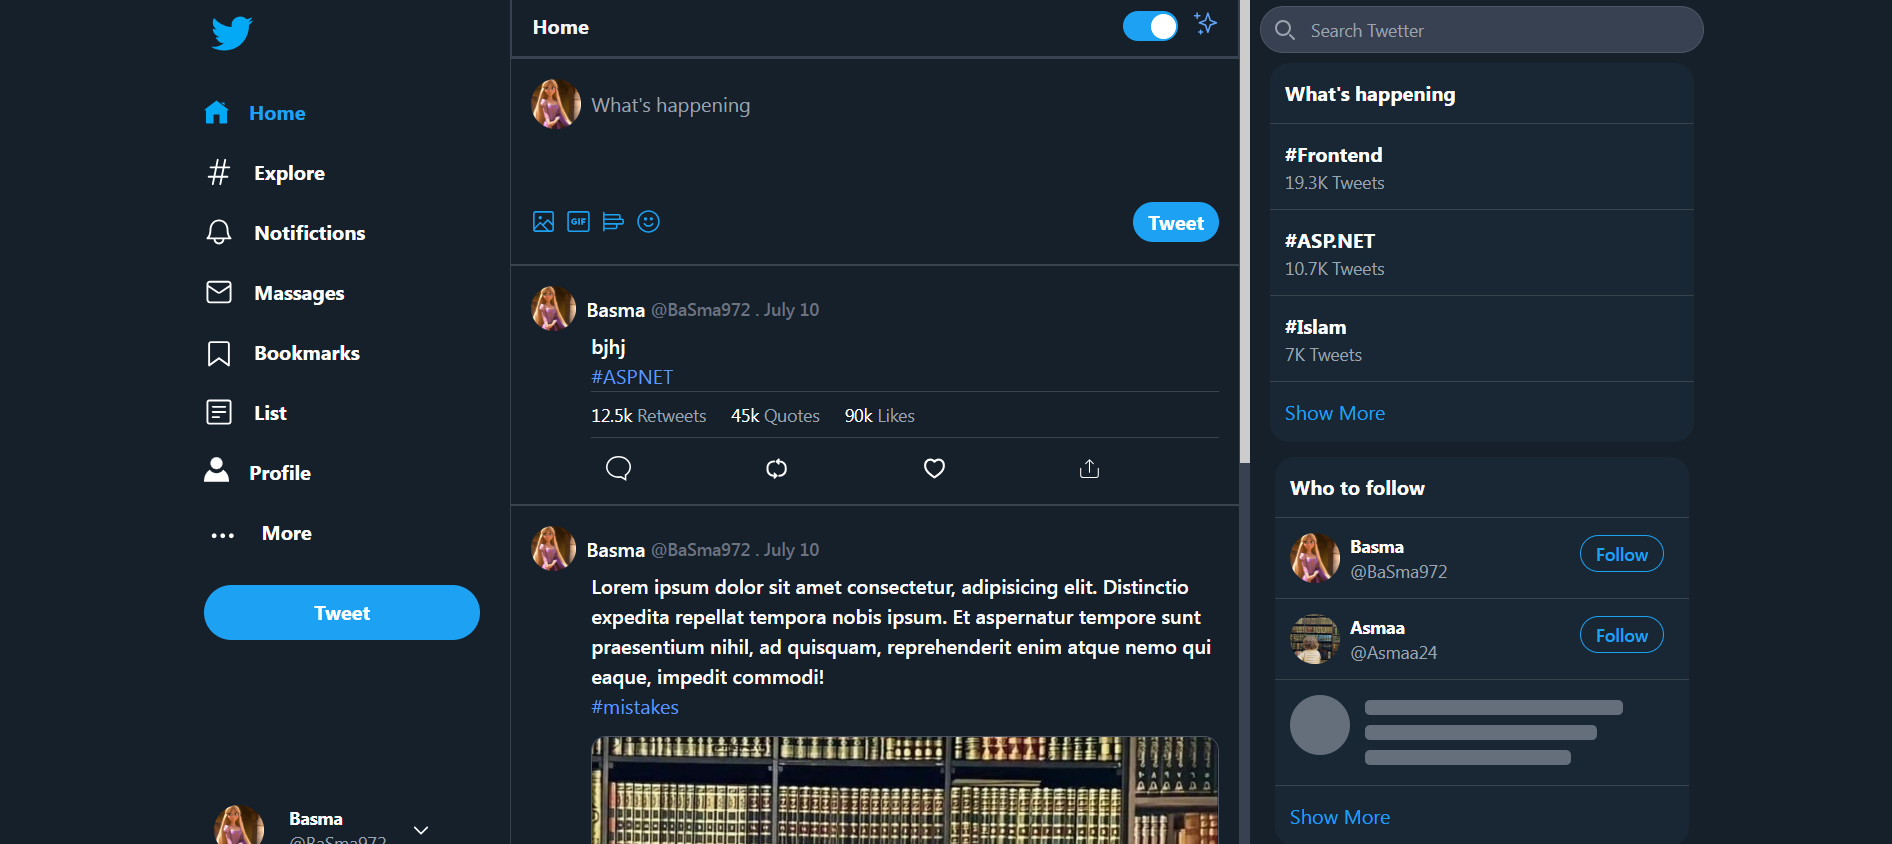 Home
Explore
Notifictions
Massages
Bookmarks
List
Profile
More
Tweet
Basma
@BaSma972
Home
What's happening
GIF
Tweet
Basma @BaSma972 . July 10
bjhj
#ASPNET
12.5k Retweets 45k Quotes 90k Likes
Basma @BaSma972 . July 10
Lorem ipsum dolor sit amet consectetur, adipisicing elit. Distinctio
expedita repellat tempora nobis ipsum. Et aspernatur tempore sunt
praesentium nihil, ad quisquam, reprehenderit enim atque nemo qui
eaque, impedit commodi!
#mistakes
Search Twetter
What's happening
#Frontend
19.3K Tweets
#ASP.NET
10.7K Tweets
#Islam
7K Tweets
Show More
Who to follow
Basma
@BaSma972
Follow
Asmaa
@Asmaa24
Follow
Show More